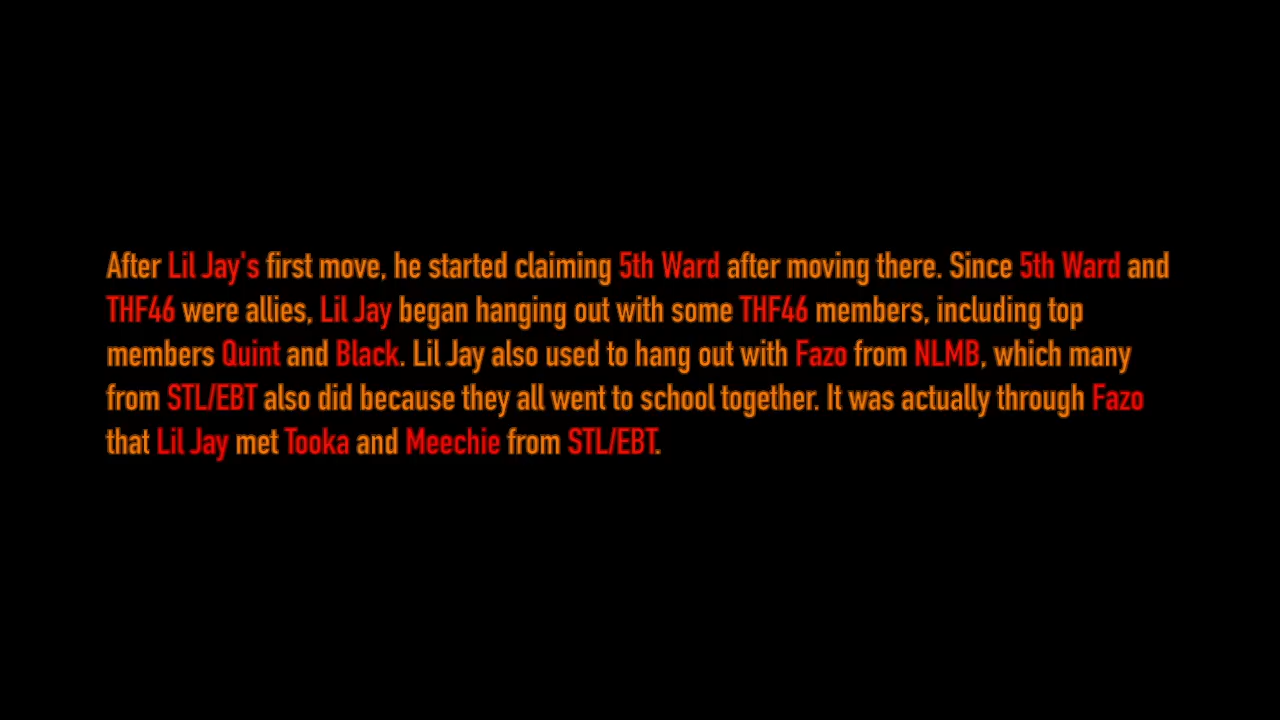 After Lil Jay's first move, he started claiming 5th Ward after moving there. Since 5th Ward and
THF46 were allies, Lil Jay began hanging out with some THF46 members, including top
members Quint and Black. Lil Jay also used to hang out with Fazo from NLMB, which many
from STL/EBT also did because they all went to school together. It was actually through Fazo
that Lil Jay met Tooka and Meechie from STL/EBT.